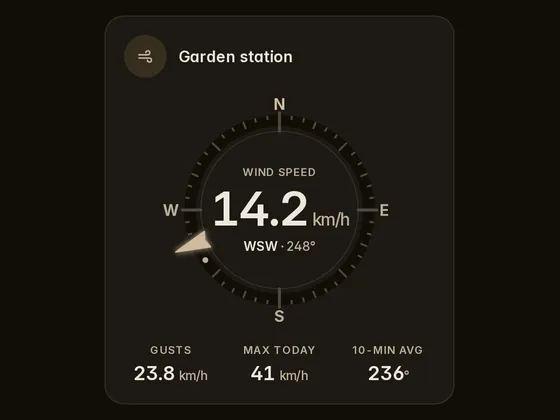 Garden station
N
WIND SPEED
W 14.2 km/h E
WSW · 248°
S
GUSTS MAX TODAY 10-MIN AVG
23.8 km/h 41 km/h 236°